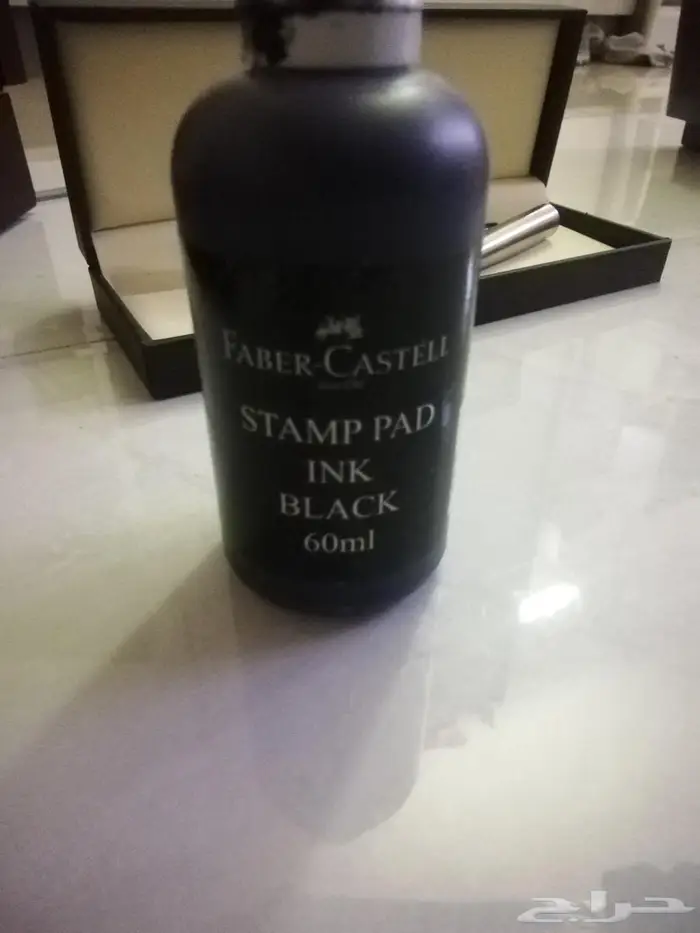 FABER-CASTELL
STAMP PAD
INK
BLACK
60ml
حراج